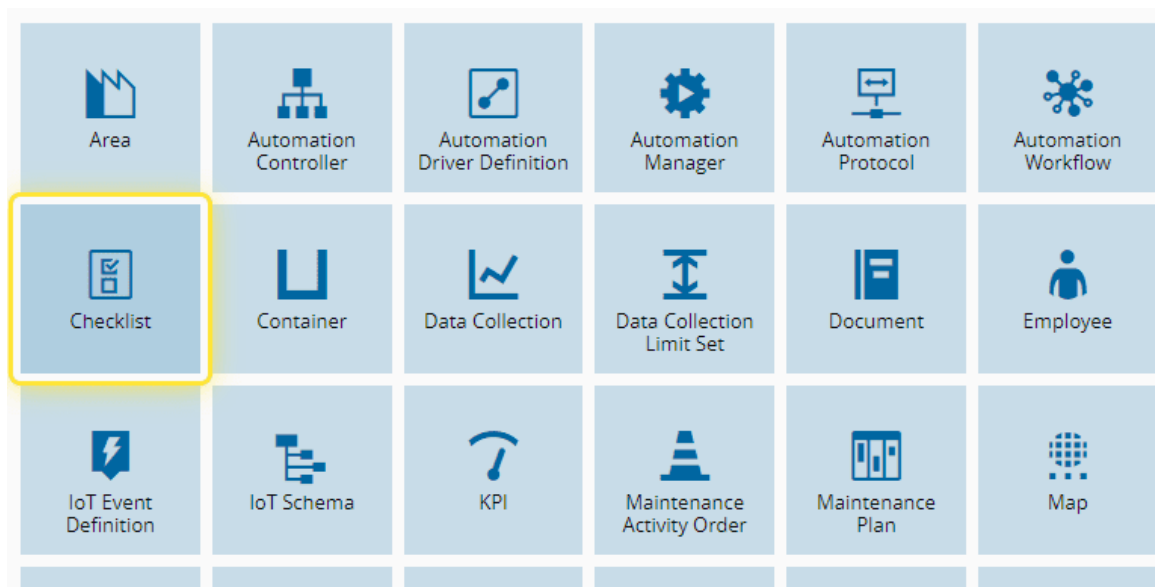 Area
Automation
Controller
Automation
Driver Definition
Automation
Manager
Automation
Protocol
Automation
Workflow
Checklist
Container
Data Collection
Data Collection
Limit Set
Document
Employee
IoT Event
Definition
IoT Schema
KPI
Maintenance
Activity Order
Maintenance
Plan
Map